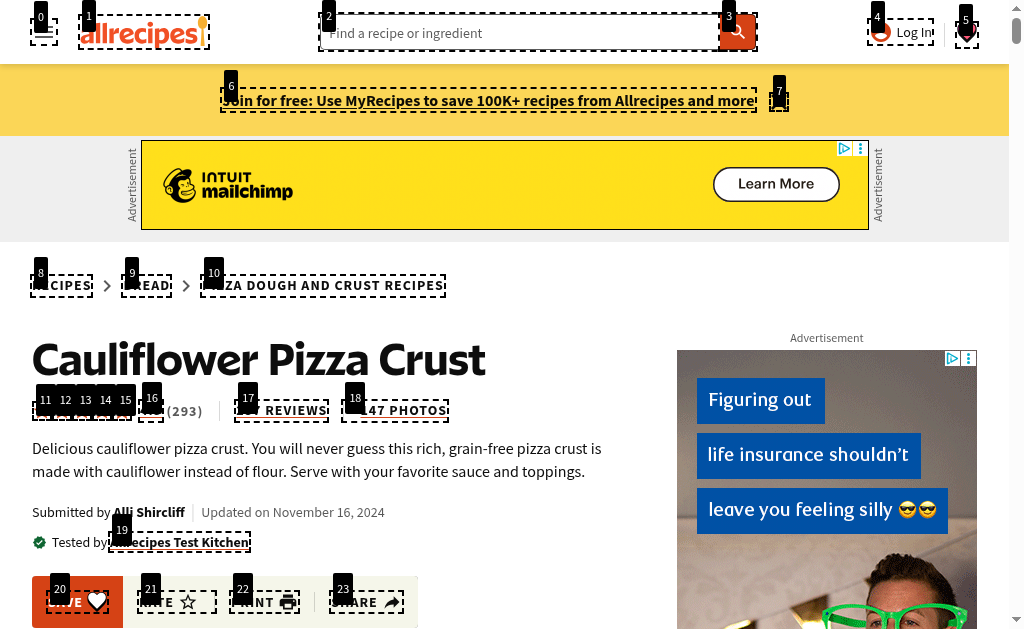 0
1
2
3
4
5
allrecipes
Find a recipe or ingredient
Log In
6
7
Join for free: Use MyRecipes to save 100K+ recipes from Allrecipes and more
Advertisement
INTUIT
mailchimp
Learn More
Advertisement
8
9
10
BREAD
PIZZA DOUGH AND CRUST RECIPES
Advertisement
Cauliflower Pizza Crust
11
12
13
14
15
16
17
18
(293)
REVIEWS
147 PHOTOS
Delicious cauliflower pizza crust. You will never guess this rich, grain-free pizza crust is
made with cauliflower instead of flour. Serve with your favorite sauce and toppings.
Submitted by Alli Shircliff
Updated on November 16, 2024
19
Tested by Allrecipes Test Kitchen
20
21
22
23
SAVE
RATE
PRINT
SHARE
Figuring out
life insurance shouldn't
leave you feeling silly 😎😎